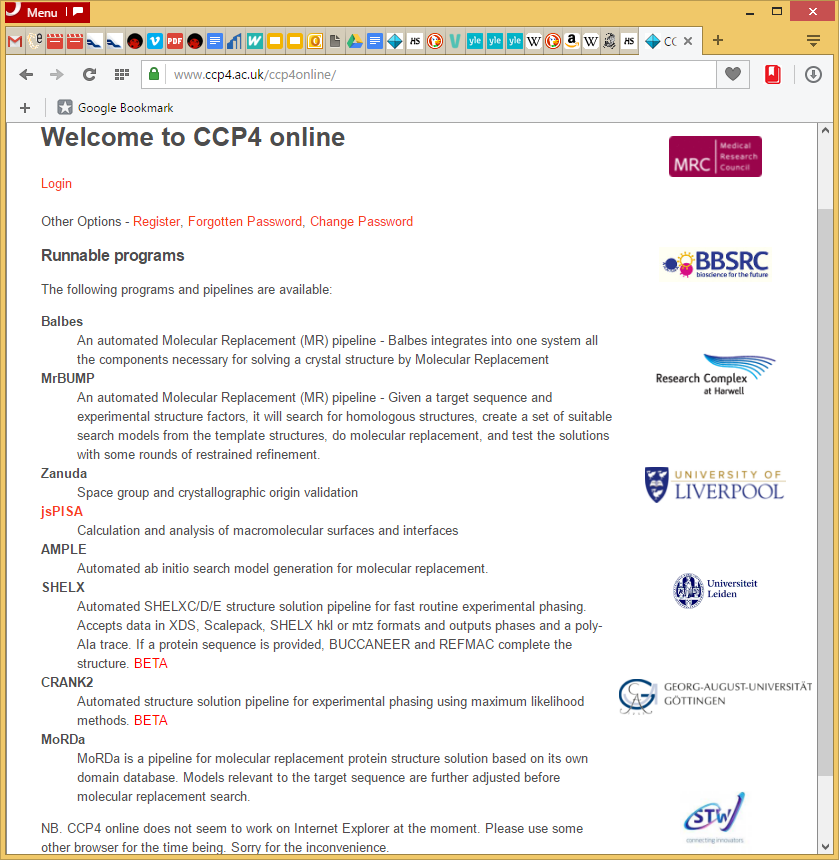 Menu
CC
www.ccp4.ac.uk/ccp4online/
Google Bookmark
Welcome to CCP4 online
Login
Other Options - Register, Forgotten Password, Change Password
Runnable programs
The following programs and pipelines are available:
Balbes
An automated Molecular Replacement (MR) pipeline - Balbes integrates into one system all
the components necessary for solving a crystal structure by Molecular Replacement
MrBUMP
An automated Molecular Replacement (MR) pipeline - Given a target sequence and
experimental structure factors, it will search for homologous structures, create a set of suitable
search models from the template structures, do molecular replacement, and test the solutions
with some rounds of restrained refinement.
Zanuda
Space group and crystallographic origin validation
jsPISA
Calculation and analysis of macromolecular surfaces and interfaces
AMPLE
Automated ab initio search model generation for molecular replacement.
SHELX
Automated SHELXC/D/E structure solution pipeline for fast routine experimental phasing.
Accepts data in XDS, Scalepack, SHELX hkl or mtz formats and outputs phases and a poly-
Ala trace. If a protein sequence is provided, BUCCANEER and REFMAC complete the
structure. BETA
CRANK2
Automated structure solution pipeline for experimental phasing using maximum likelihood
methods. BETA
MoRDa
MoRDa is a pipeline for molecular replacement protein structure solution based on its own
domain database. Models relevant to the target sequence are further adjusted before
molecular replacement search.
NB. CCP4 online does not seem to work on Internet Explorer at the moment. Please use some
other browser for the time being. Sorry for the inconvenience.
MRC
Medical
Research
Council
BBSRC
bioscience for the future
Research Complex
at Harwell
UNIVERSITY OF
LIVERPOOL
Universiteit
Leiden
GEORG-AUGUST-UNIVERSITÄT
GÖTTINGEN
STW
connecting innovators